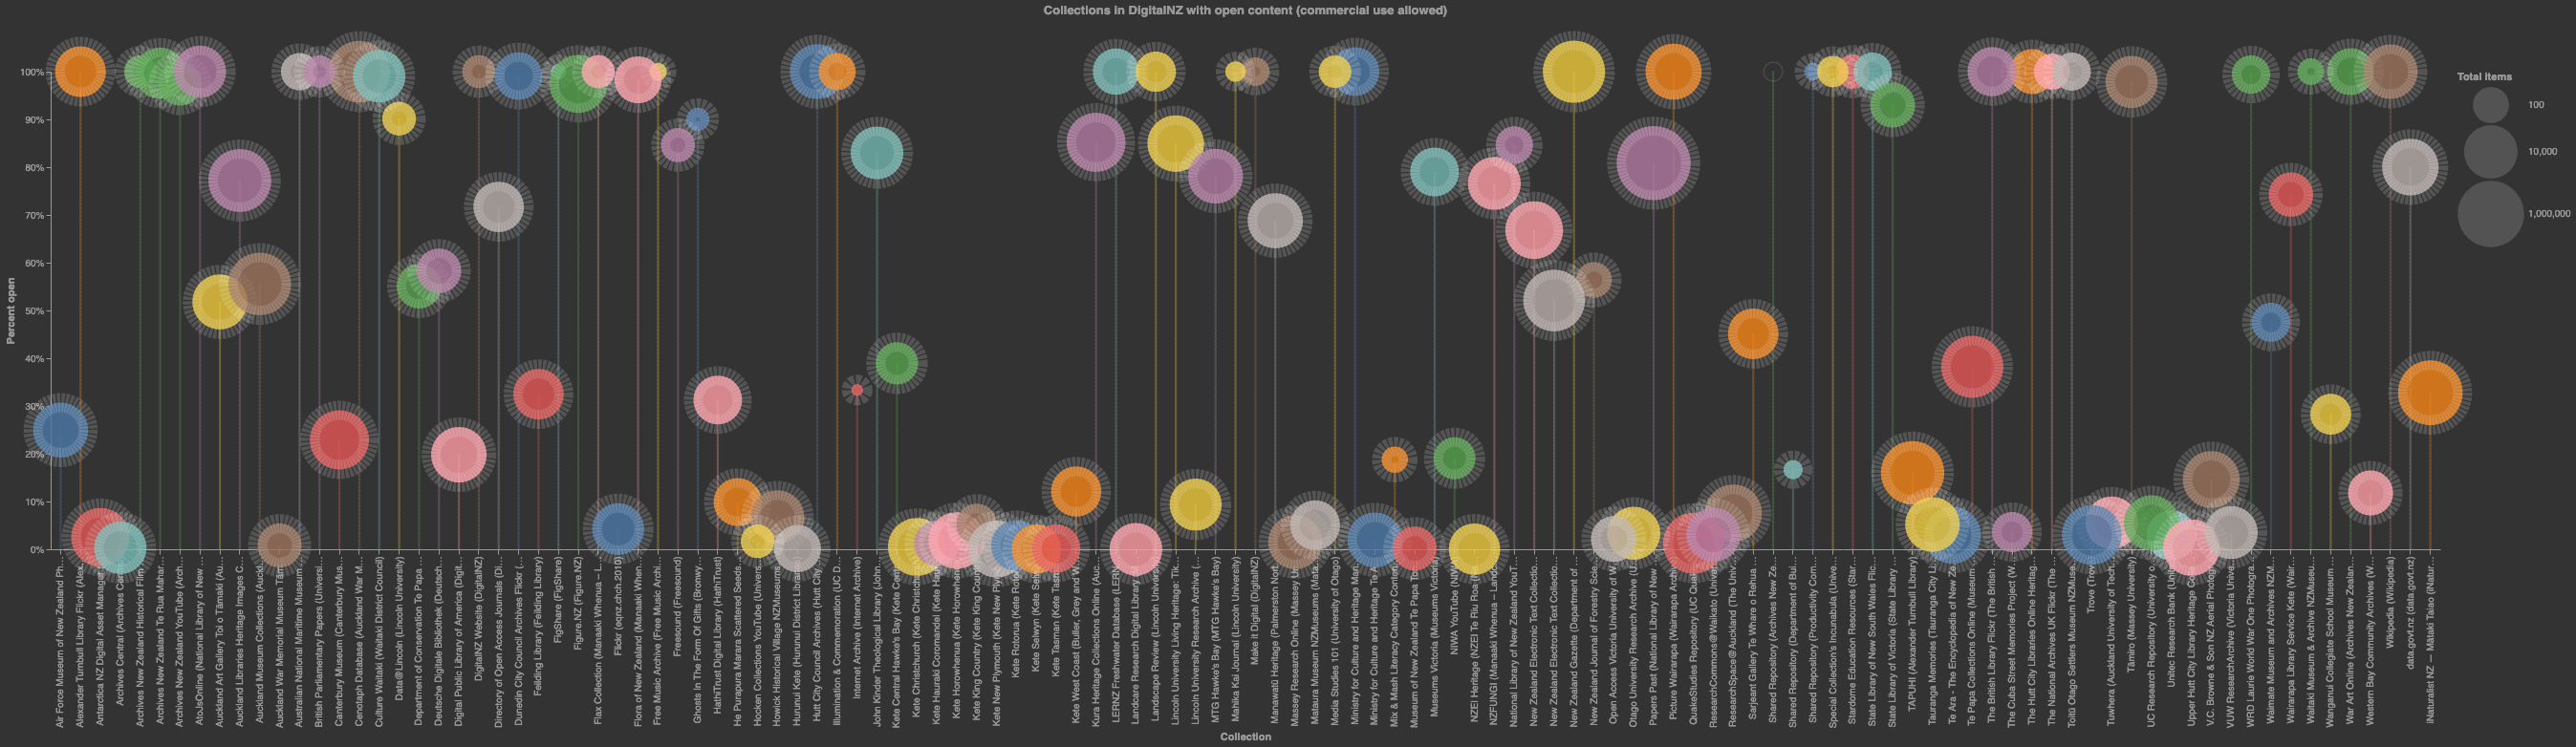 Collections in DigitalNZ with open content (commercial use allowed)
Total items
100
10,000
1,000,000
Percent open
100%
90%
80%
70%
60%
50%
40%
30%
20%
10%
0%
Air Force Museum of New Zealand Ph…
Alexander Turnbull Library Flickr (Alex…
Antarctica NZ Digital Asset Manager
Archives Central (Archives Cen
Archives New Zealand Historical Film
Archives New Zealand Te Rua Mahar…
Archives New Zealand YouTube (Arch…
AtoJsOnline (National Library of New …
Auckland Art Gallery Toi o Tāmaki (Au…
Auckland Libraries Heritage Images C…
Auckland Museum Collections (Auckl
Auckland War Memorial Museum Tām
Australian National Maritime Museum
British Parliamentary Papers (Universi…
Canterbury Museum (Canterbury Mus…
Cenotaph Database (Auckland War M…
Culture Waitaki (Waitaki District Council)
Data@Lincoln (Lincoln University)
Department of Conservation Te Papa …
Deutsche Digitale Bibliothek (Deutsch…
Digital Public Library of America (Digit…
DigitalNZ Website (DigitalNZ)
Directory of Open Access Journals (Di…
Dunedin City Council Archives Flickr (…
Feilding Library (Feilding Library)
FigShare (FigShare)
Figure.NZ (Figure.NZ)
Flax Collection (Manaaki Whenua – L…
Flickr (eqnz.chch.2010)
Flora of New Zealand (Manaaki When…
Free Music Archive (Free Music Archi…
Freesound (Freesound)
Ghosts In The Form Of Gifts (Bronwy…
HathiTrust Digital Library (HathiTrust)
He Purapura Marara Scattered Seeds
Hocken Collections YouTube (Univers…
Howick Historical Village NZMuseums
Hurunui Kete (Hurunui District Librar
Hutt City Council Archives (Hutt City
Illumination & Commemoration (UC D…
Internet Archive (Internet Archive)
John Kinder Theological Library (John…
Kete Central Hawke's Bay (Kete Cen
Kete Christchurch (Kete Christchurc
Kete Hauraki Coromandel (Kete Ha
Kete Horowhenua (Kete Horowhen
Kete King Country (Kete King Coun
Kete New Plymouth (Kete New Ply
Kete Rotorua (Kete Roto
Kete Selwyn (Kete Se
Kete Tasman (Kete Tasm
Kete West Coast (Buller, Grey and W
Kura Heritage Collections Online (Auc…
LERNZ Freshwater Database (LERN
Landcare Research Digital Library
Landscape Review (Lincoln Univers
Lincoln University Living Heritage: Tik…
Lincoln University Research Archive (…
MTG Hawke's Bay (MTG Hawke's Bay)
Mahika Kai Journal (Lincoln University)
Make it Digital (DigitalNZ)
Manawatū Heritage (Palmerston Nort
Massey Research Online (Massey U
Mataura Museum NZMuseums (Mata
Media Studies 101 (University of Otago)
Ministry for Culture and Heritage Man
Ministry for Culture and Heritage Te A
Mix & Mash Literacy Category Conten
Museum of New Zealand Te Papa To
Museums Victoria (Museums Victoria)
NIWA YouTube (NIW
NZEI Heritage (NZEI Te Riu Roa (N
NZFUNGI (Manaaki Whenua – Landc
National Library of New Zealand YouT…
New Zealand Electronic Text Collectio…
New Zealand Electronic Text Collectio…
New Zealand Gazette (Department of …
New Zealand Journal of Forestry Scie…
Open Access Victoria University of W
Otago University Research Archive (U
Papers Past (National Library of New
Picture Wairarapa (Wairarapa Archi
QuakeStudies Repository (UC Qua
ResearchCommons@Waikato (Univer
ResearchSpace@Auckland (The Univ…
Sarjeant Gallery Te Whare o Rehua …
Shared Repository (Archives New Ze…
Shared Repository (Department of Bui…
Shared Repository (Productivity Com…
Special Collection's Incunabula (Unive…
Stardome Education Resources (Star…
State Library of New South Wales Flic…
State Library of Victoria (State Library …
TAPUHI (Alexander Turnbull Library)
Tauranga Memories (Tauranga City L
Te Ara - The Encyclopedia of New Ze
Te Papa Collections Online (Museum
The British Library Flickr (The British …
The Cuba Street Memories Project (W…
The Hutt City Libraries Online Heritag…
The National Archives UK Flickr (The …
Toitū Otago Settlers Museum NZMuse…
Trove (Trov
Tuwhera (Auckland University of Tech
Tāmiro (Massey University)
UC Research Repository (University o
Unitec Research Bank (Unit
Upper Hutt City Library Heritage Co
V.C. Browne & Son NZ Aerial Photog
VUW ResearchArchive (Victoria Univer
WRD Laurie World War One Photogra…
Waimate Museum and Archives NZM…
Wairarapa Library Service Kete (Wair…
Waitaki Museum & Archive NZMuseu…
Wanganui Collegiate School Museum …
War Art Online (Archives New Zealan…
Western Bay Community Archives (W…
Wikipedia (Wikipedia)
data.govt.nz (data.govt.nz)
iNaturalist NZ — Mātaki Taiao (iNatur…
Collection